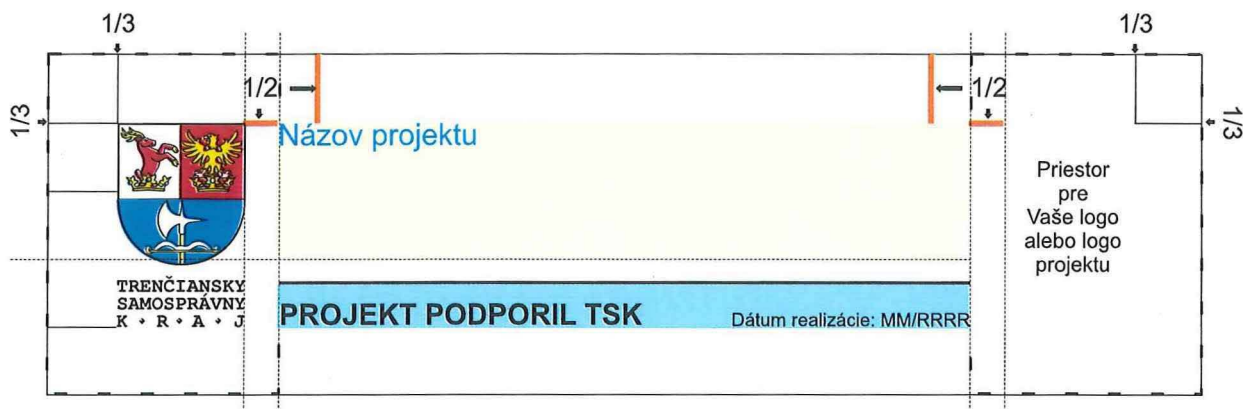 1/3
1/3
1/2
1/2
1/3
1/3
Názov projektu
Priestor
pre
Vaše logo
alebo logo
projektu
TRENČIANSKY
SAMOSPRÁVNY
K • R • A • J
PROJEKT PODPORIL TSK
Dátum realizácie: MM/RRRR